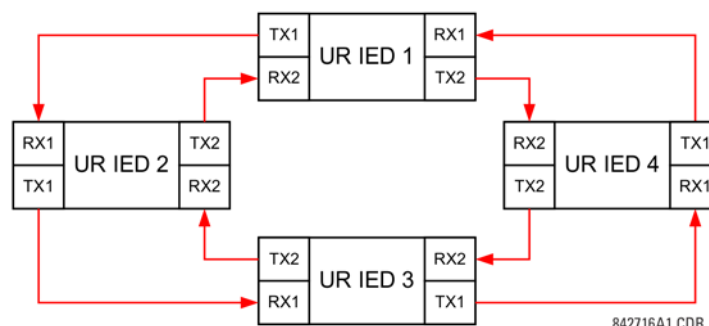 TX1 UR IED 1 RX1
RX2 TX2
RX1 UR IED 2 TX2
TX1 RX2
RX2 UR IED 4 TX1
TX2 RX1
TX2 UR IED 3 RX2
RX1 TX1
842716A1.CDR